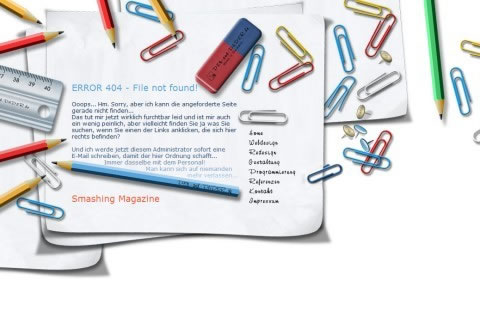 ERROR 404 - File not found!
Ooops... Hm. Sorry, aber ich kann die angeforderte Seite
gerade nicht finden...
Das tut mir jetzt wirklich furchtbar leid und ist mir auch
ein wenig peinlich, aber vielleicht finden Sie ja was Sie
suchen, wenn Sie einen der Links anklicken, die sich hier
rechts befinden?
Und ich werde jetzt diesem Administrator sofort eine
E-Mail schreiben, damit der hier Ordnung schafft...
Immer dasselbe mit dem Personal!
Man kann sich auf niemanden
mehr verlassen...
Smashing Magazine
Home
Webdesign
Redesign
Gestaltung
Programmierung
Referenzen
Kontakt
Impressum